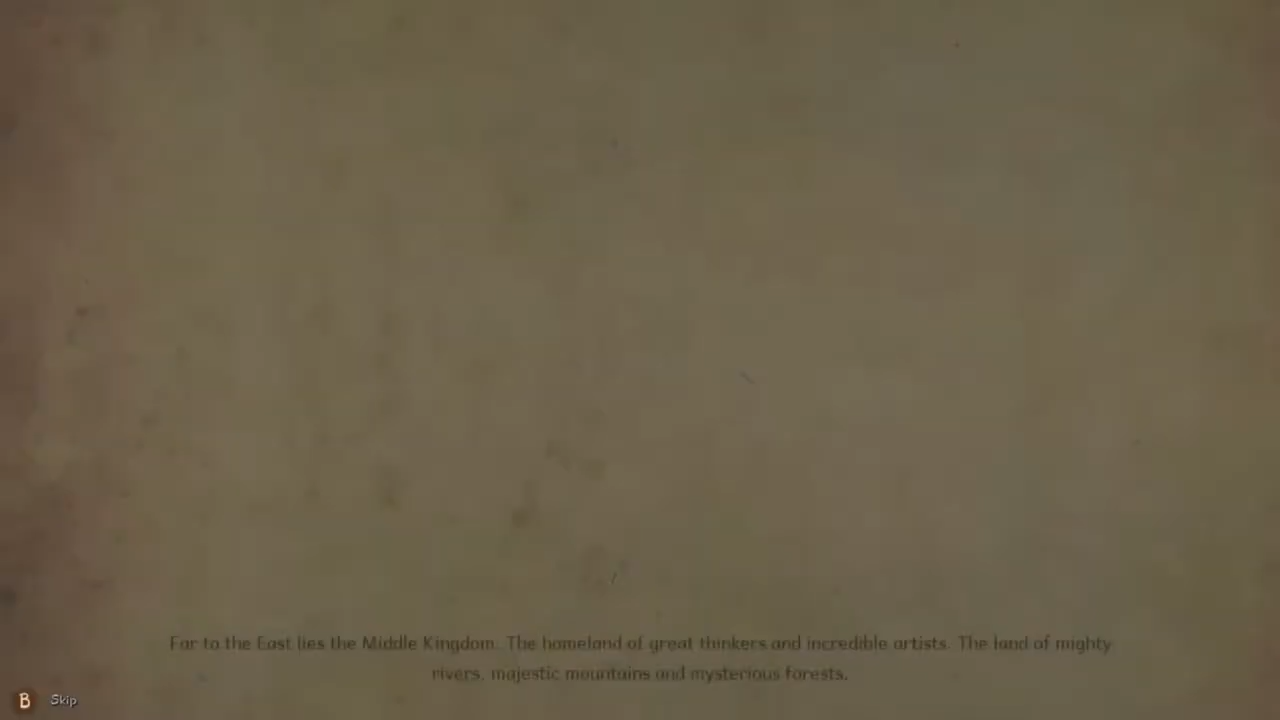 Far to the East lies the Middle Kingdom. The homeland of great thinkers and incredible artists. The land of mighty
rivers, majestic mountains and mysterious forests.
B Skip